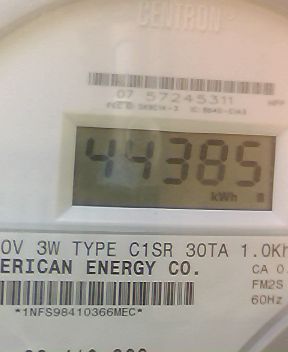 CENTRON
07 57245311
44385
kWh
0V 3W TYPE C1SR 30TA 1.0Kh
ERICAN ENERGY CO.
CA 0.
FM2S
60Hz
*1NFS98410366MEC*